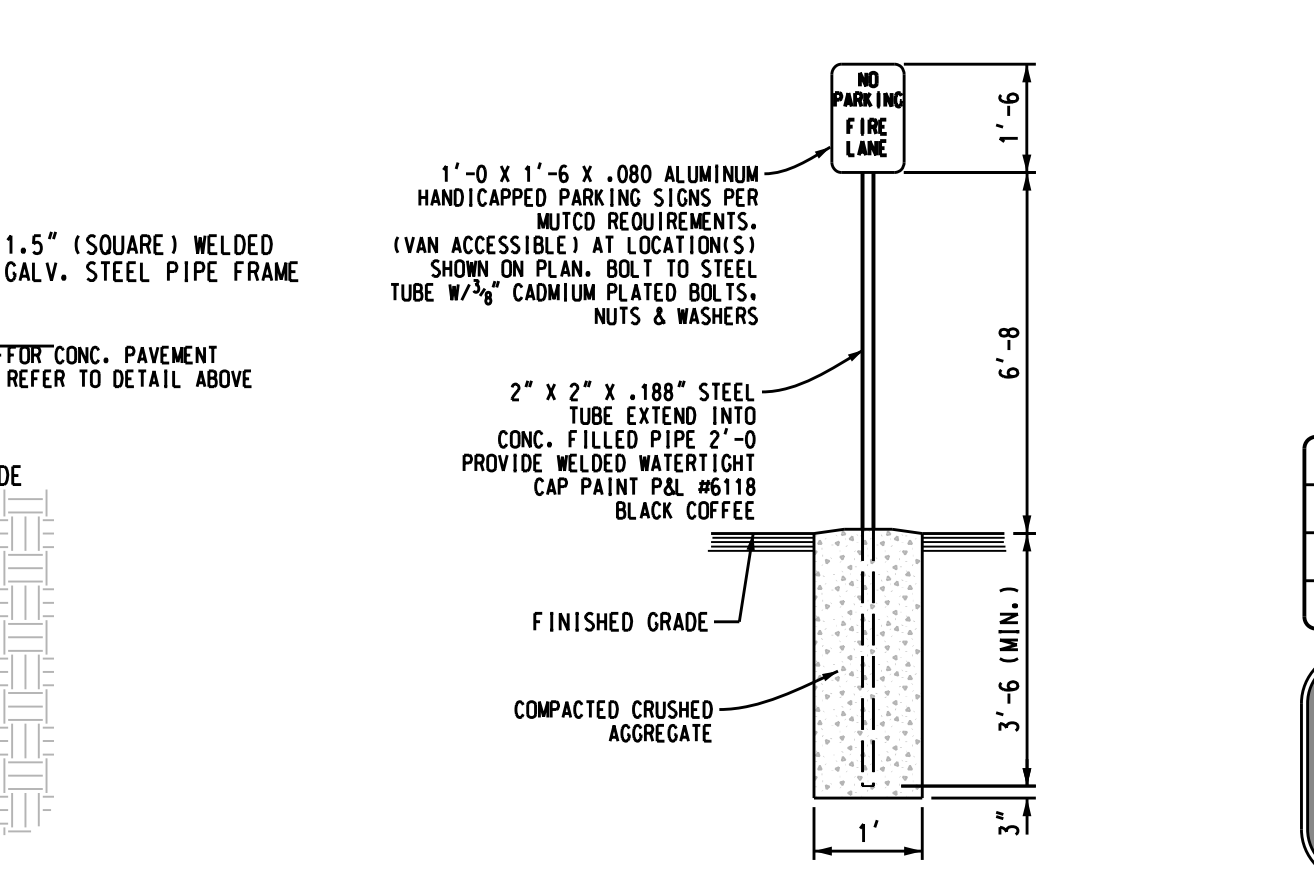 NO
PARKING
FIRE
LANE
1'-6
1'-0 X 1'-6 X .080 ALUMINUM
HANDICAPPED PARKING SIGNS PER
MUTCD REQUIREMENTS.
(VAN ACCESSIBLE) AT LOCATION(S)
SHOWN ON PLAN. BOLT TO STEEL
TUBE W/3/8" CADMIUM PLATED BOLTS.
NUTS & WASHERS
1.5" (SQUARE) WELDED
GALV. STEEL PIPE FRAME
FOR CONC. PAVEMENT
REFER TO DETAIL ABOVE
6'-8
2" X 2" X .188" STEEL
TUBE EXTEND INTO
CONC. FILLED PIPE 2'-0
PROVIDE WELDED WATERTIGHT
CAP PAINT P&L #6118
BLACK COFFEE
DE
FINISHED GRADE
3'-6 (MIN.)
COMPACTED CRUSHED
AGGREGATE
3"
1'